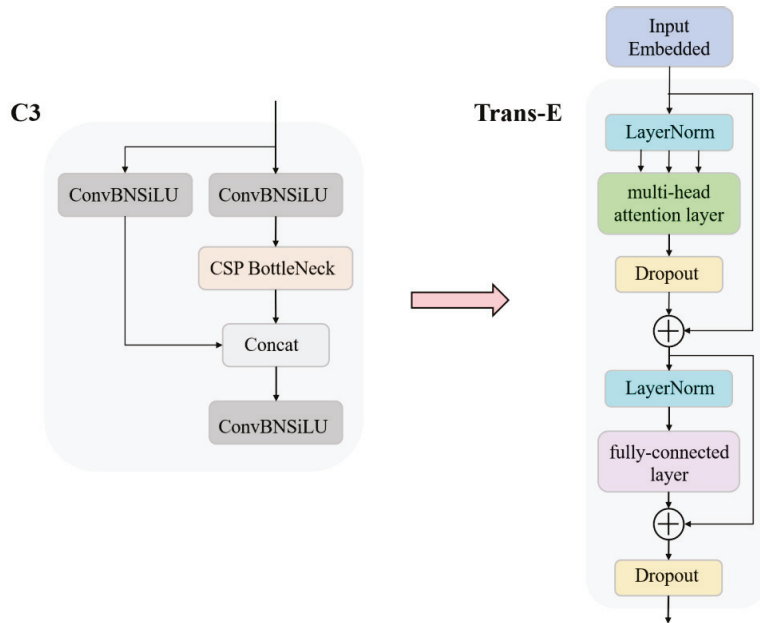 C3
ConvBNSiLU
ConvBNSiLU
CSP BottleNeck
Concat
ConvBNSiLU
Trans-E
Input
Embedded
LayerNorm
multi-head
attention layer
Dropout
LayerNorm
fully-connected
layer
Dropout